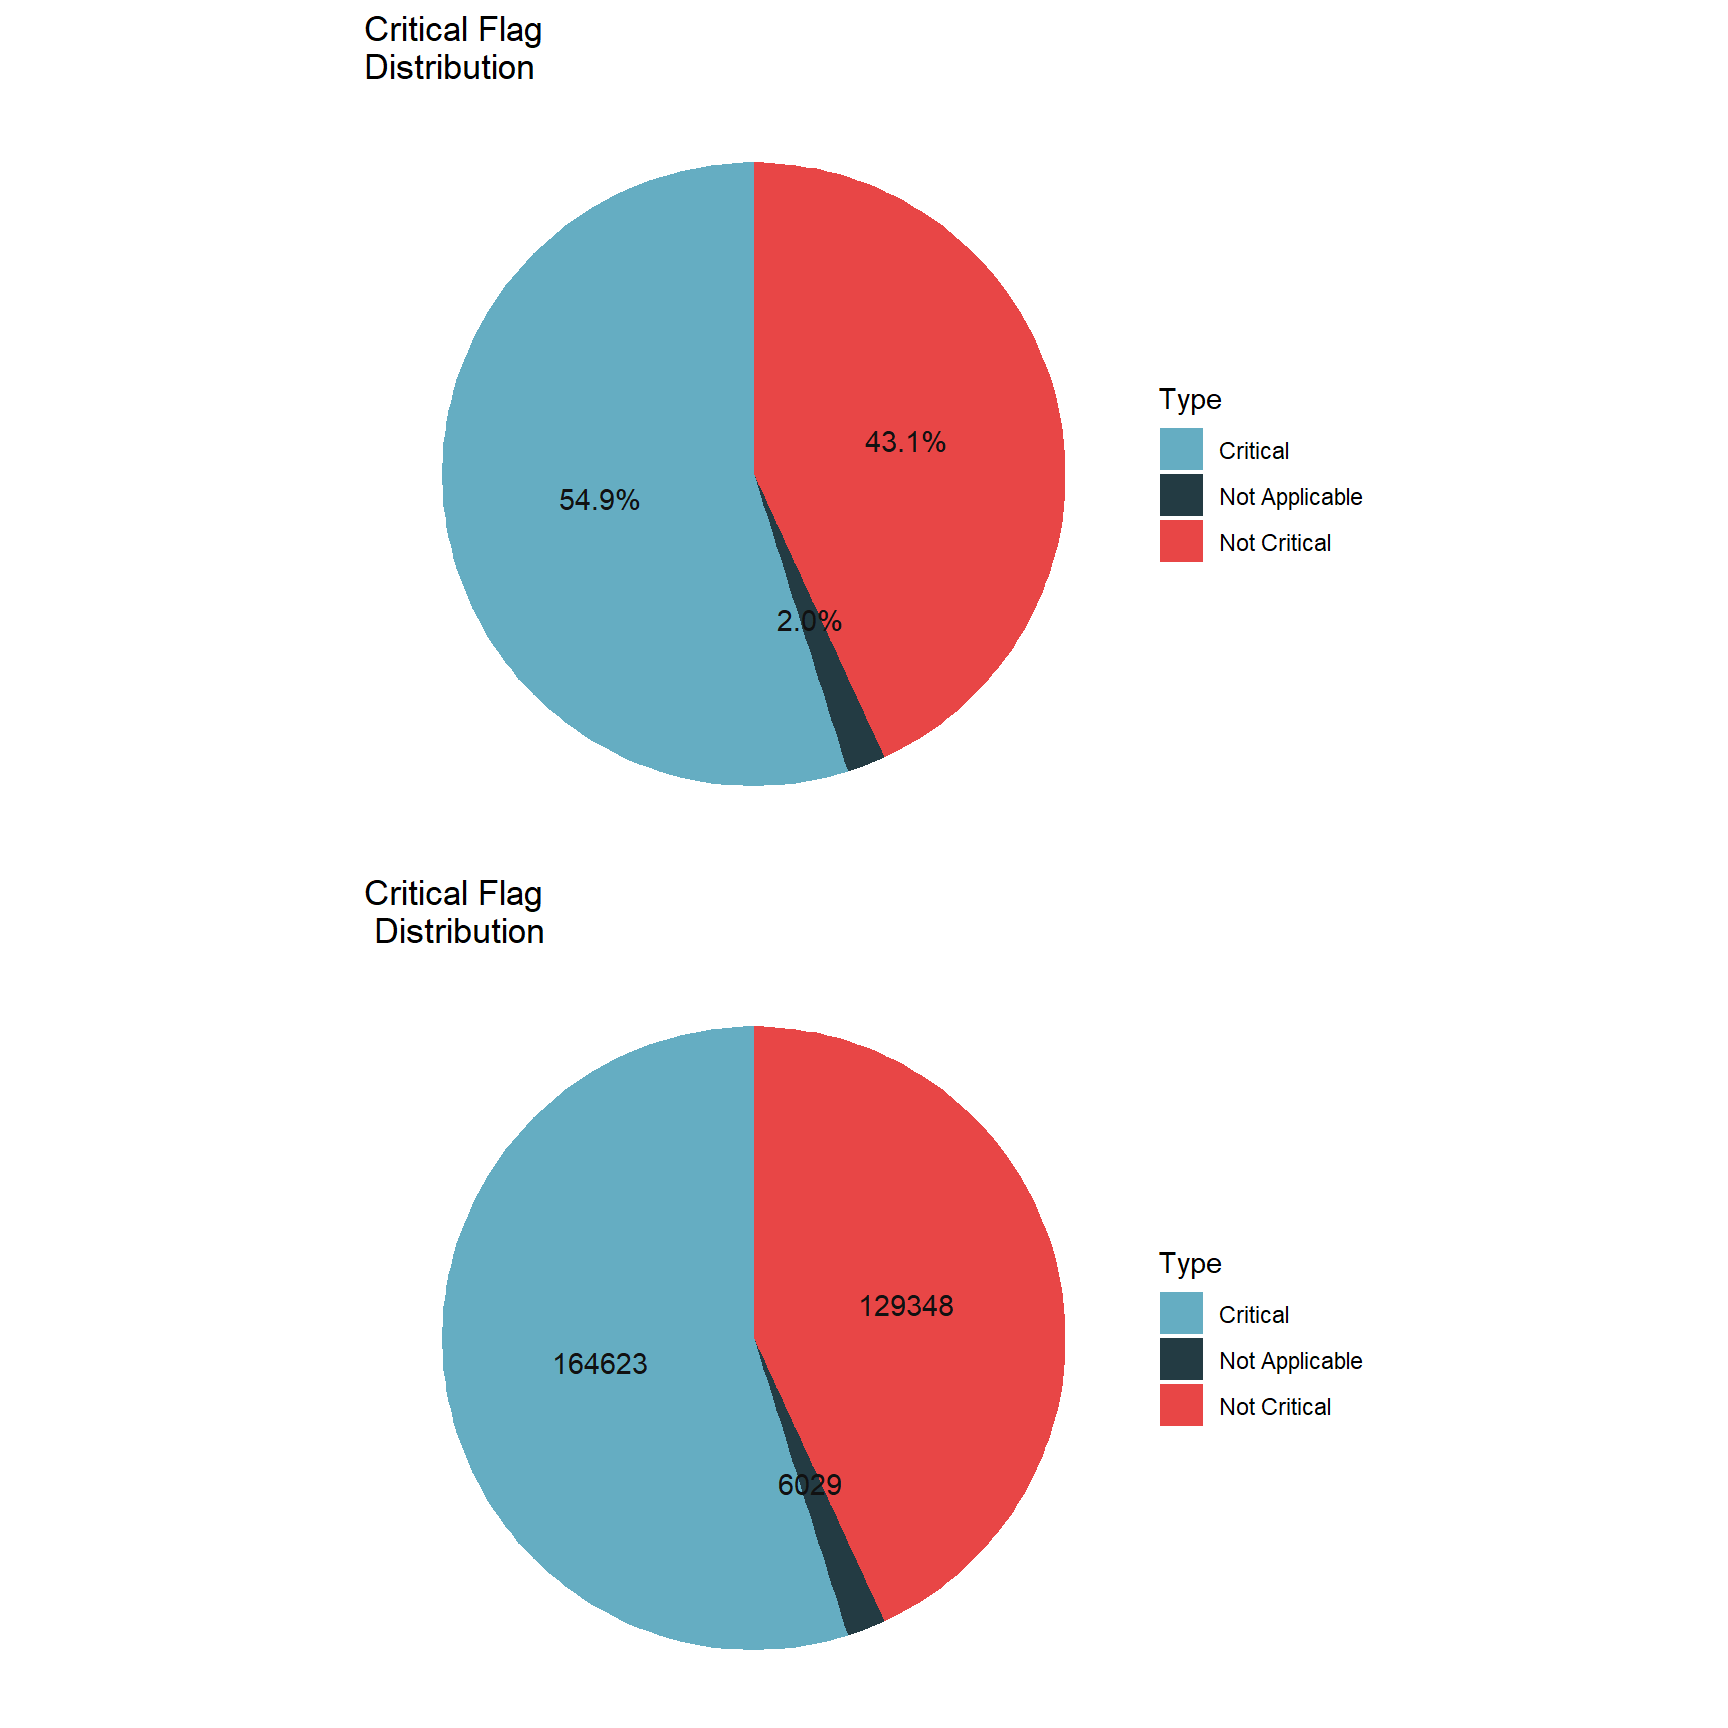 Critical Flag
Distribution
43.1%
54.9%
2.0%
Type
Critical
Not Applicable
Not Critical
Critical Flag
Distribution
129348
164623
6029
Type
Critical
Not Applicable
Not Critical